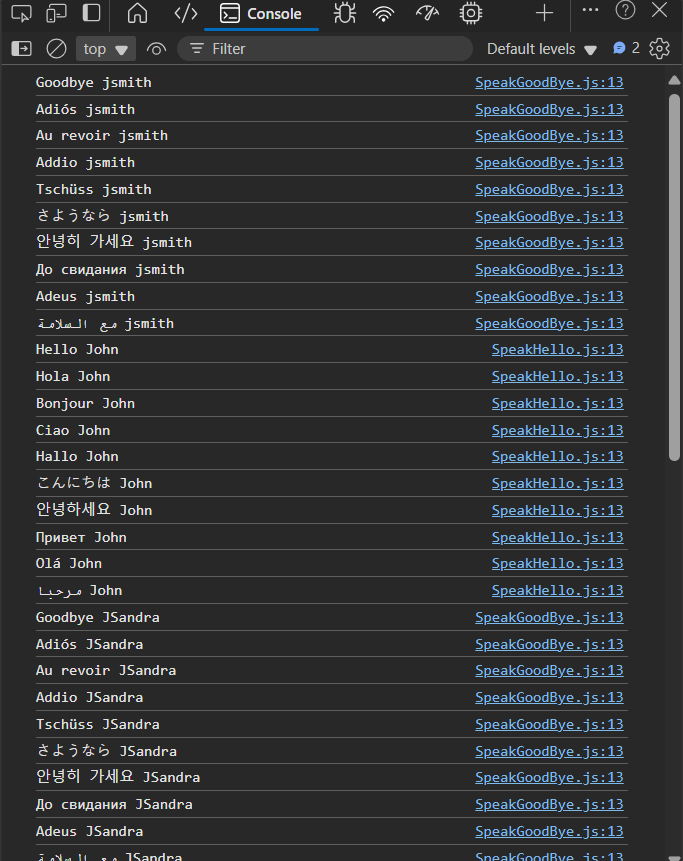 Console
top Filter Default levels 2
Goodbye jsmith SpeakGoodBye.js:13
Adiós jsmith SpeakGoodBye.js:13
Au revoir jsmith SpeakGoodBye.js:13
Addio jsmith SpeakGoodBye.js:13
Tschüss jsmith SpeakGoodBye.js:13
さようなら jsmith SpeakGoodBye.js:13
안녕히 가세요 jsmith SpeakGoodBye.js:13
До свидания jsmith SpeakGoodBye.js:13
Adeus jsmith SpeakGoodBye.js:13
مع السلامة jsmith SpeakGoodBye.js:13
Hello John SpeakHello.js:13
Hola John SpeakHello.js:13
Bonjour John SpeakHello.js:13
Ciao John SpeakHello.js:13
Hallo John SpeakHello.js:13
こんにちは John SpeakHello.js:13
안녕하세요 John SpeakHello.js:13
Привет John SpeakHello.js:13
Olá John SpeakHello.js:13
مرحبا John SpeakHello.js:13
Goodbye JSandra SpeakGoodBye.js:13
Adiós JSandra SpeakGoodBye.js:13
Au revoir JSandra SpeakGoodBye.js:13
Addio JSandra SpeakGoodBye.js:13
Tschüss JSandra SpeakGoodBye.js:13
さようなら JSandra SpeakGoodBye.js:13
안녕히 가세요 JSandra SpeakGoodBye.js:13
До свидания JSandra SpeakGoodBye.js:13
Adeus JSandra SpeakGoodBye.js:13
مع السلامة JSandra SpeakGoodBye.js:13